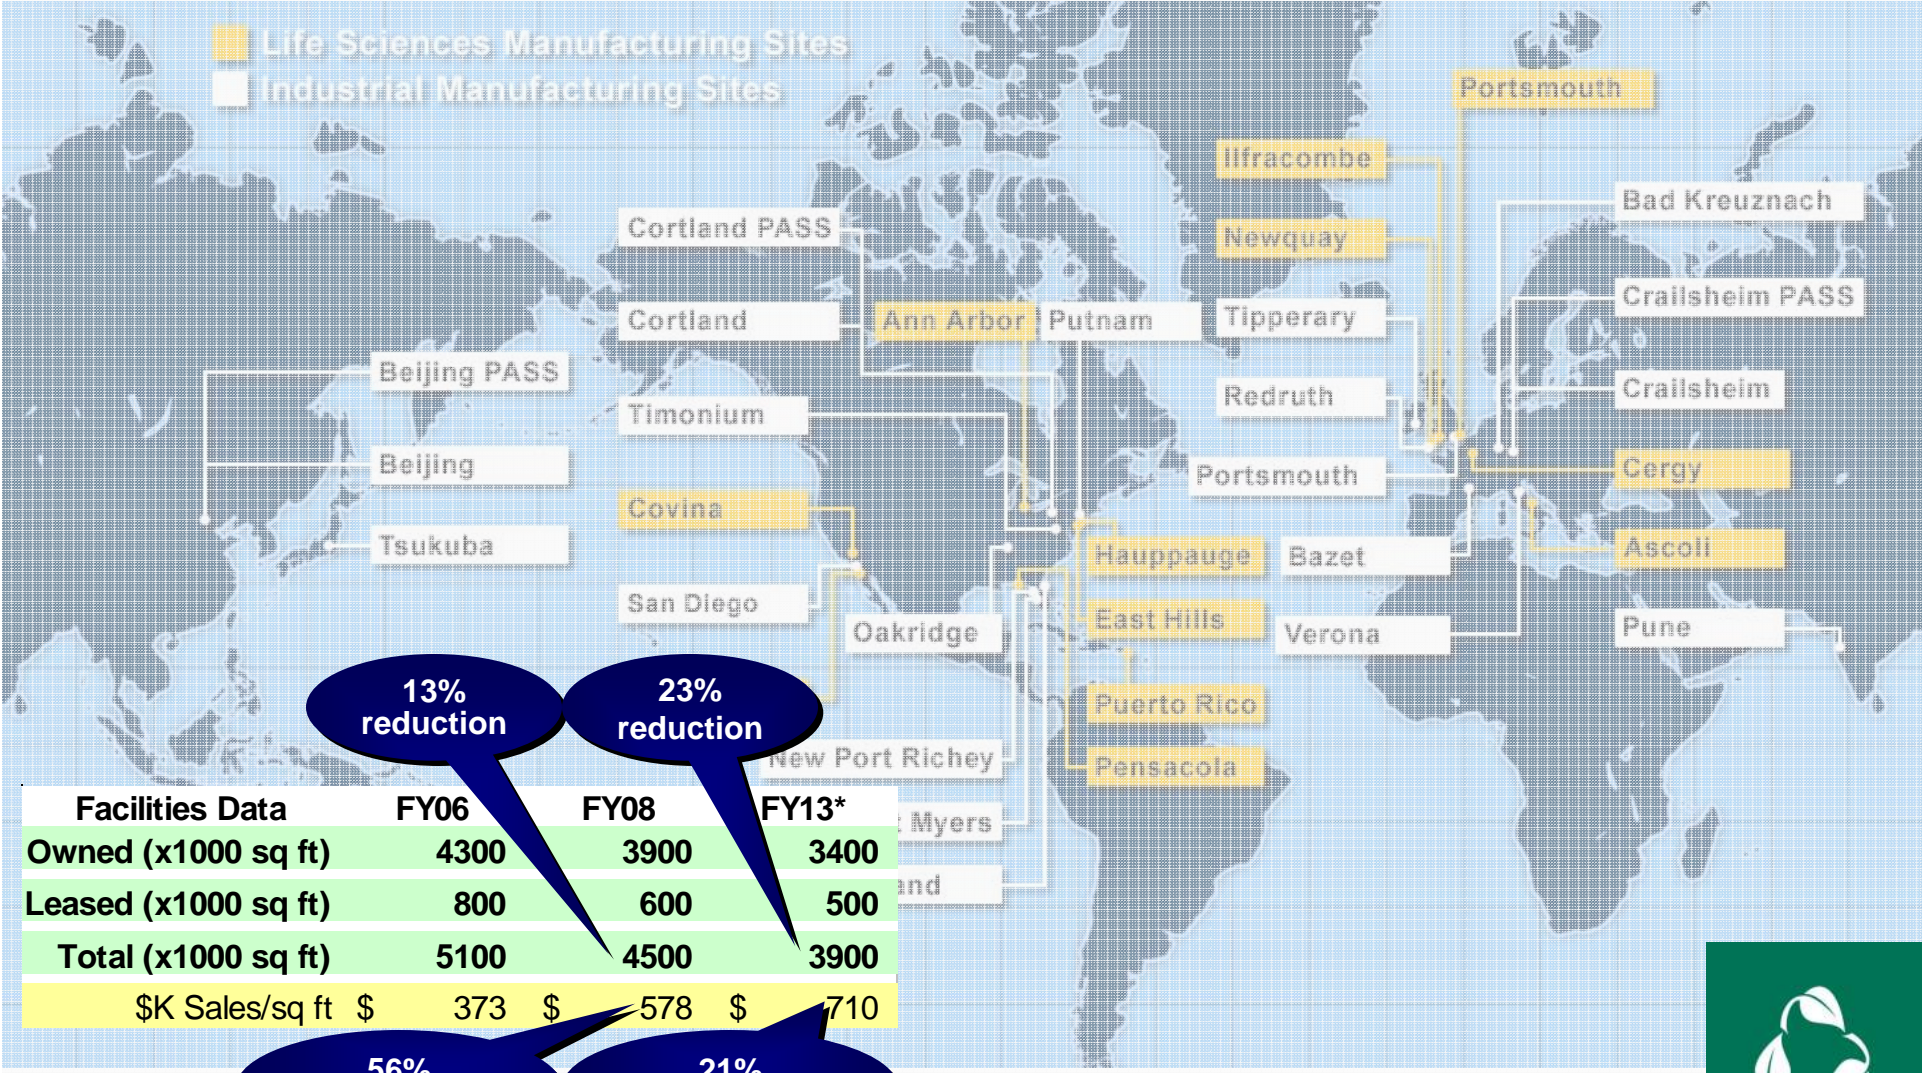 Life Sciences Manufacturing Sites
Industrial Manufacturing Sites
Portsmouth
Ilfracombe
Bad Kreuznach
Cortland PASS
Newquay
Crailsheim PASS
Cortland
Ann Arbor
Putnam
Tipperary
Beijing PASS
Crailsheim
Redruth
Timonium
Beijing
Portsmouth
Cergy
Covina
Tsukuba
Hauppauge
Bazet
Ascoli
San Diego
Oakridge
East Hills
Verona
Pune
13%
reduction
23%
reduction
Puerto Rico
New Port Richey
Pensacola
Myers
and
Facilities Data FY06 FY08 FY13*
Owned (x1000 sq ft) 4300 3900 3400
Leased (x1000 sq ft) 800 600 500
Total (x1000 sq ft) 5100 4500 3900
$K Sales/sq ft $ 373 $ 578 $ 710
56%
21%